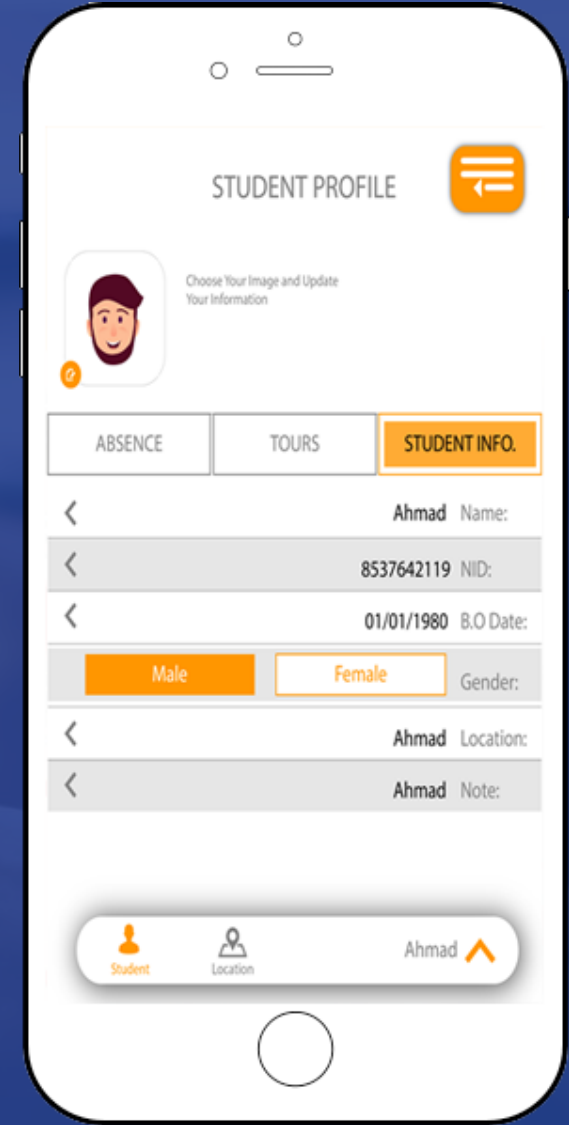 STUDENT PROFILE
Choose Your Image and Update
Your Information
ABSENCE TOURS STUDENT INFO.
Ahmad Name:
8537642119 NID:
01/01/1980 B.O Date:
Male Female Gender:
Ahmad Location:
Ahmad Note:
Student Location Ahmad